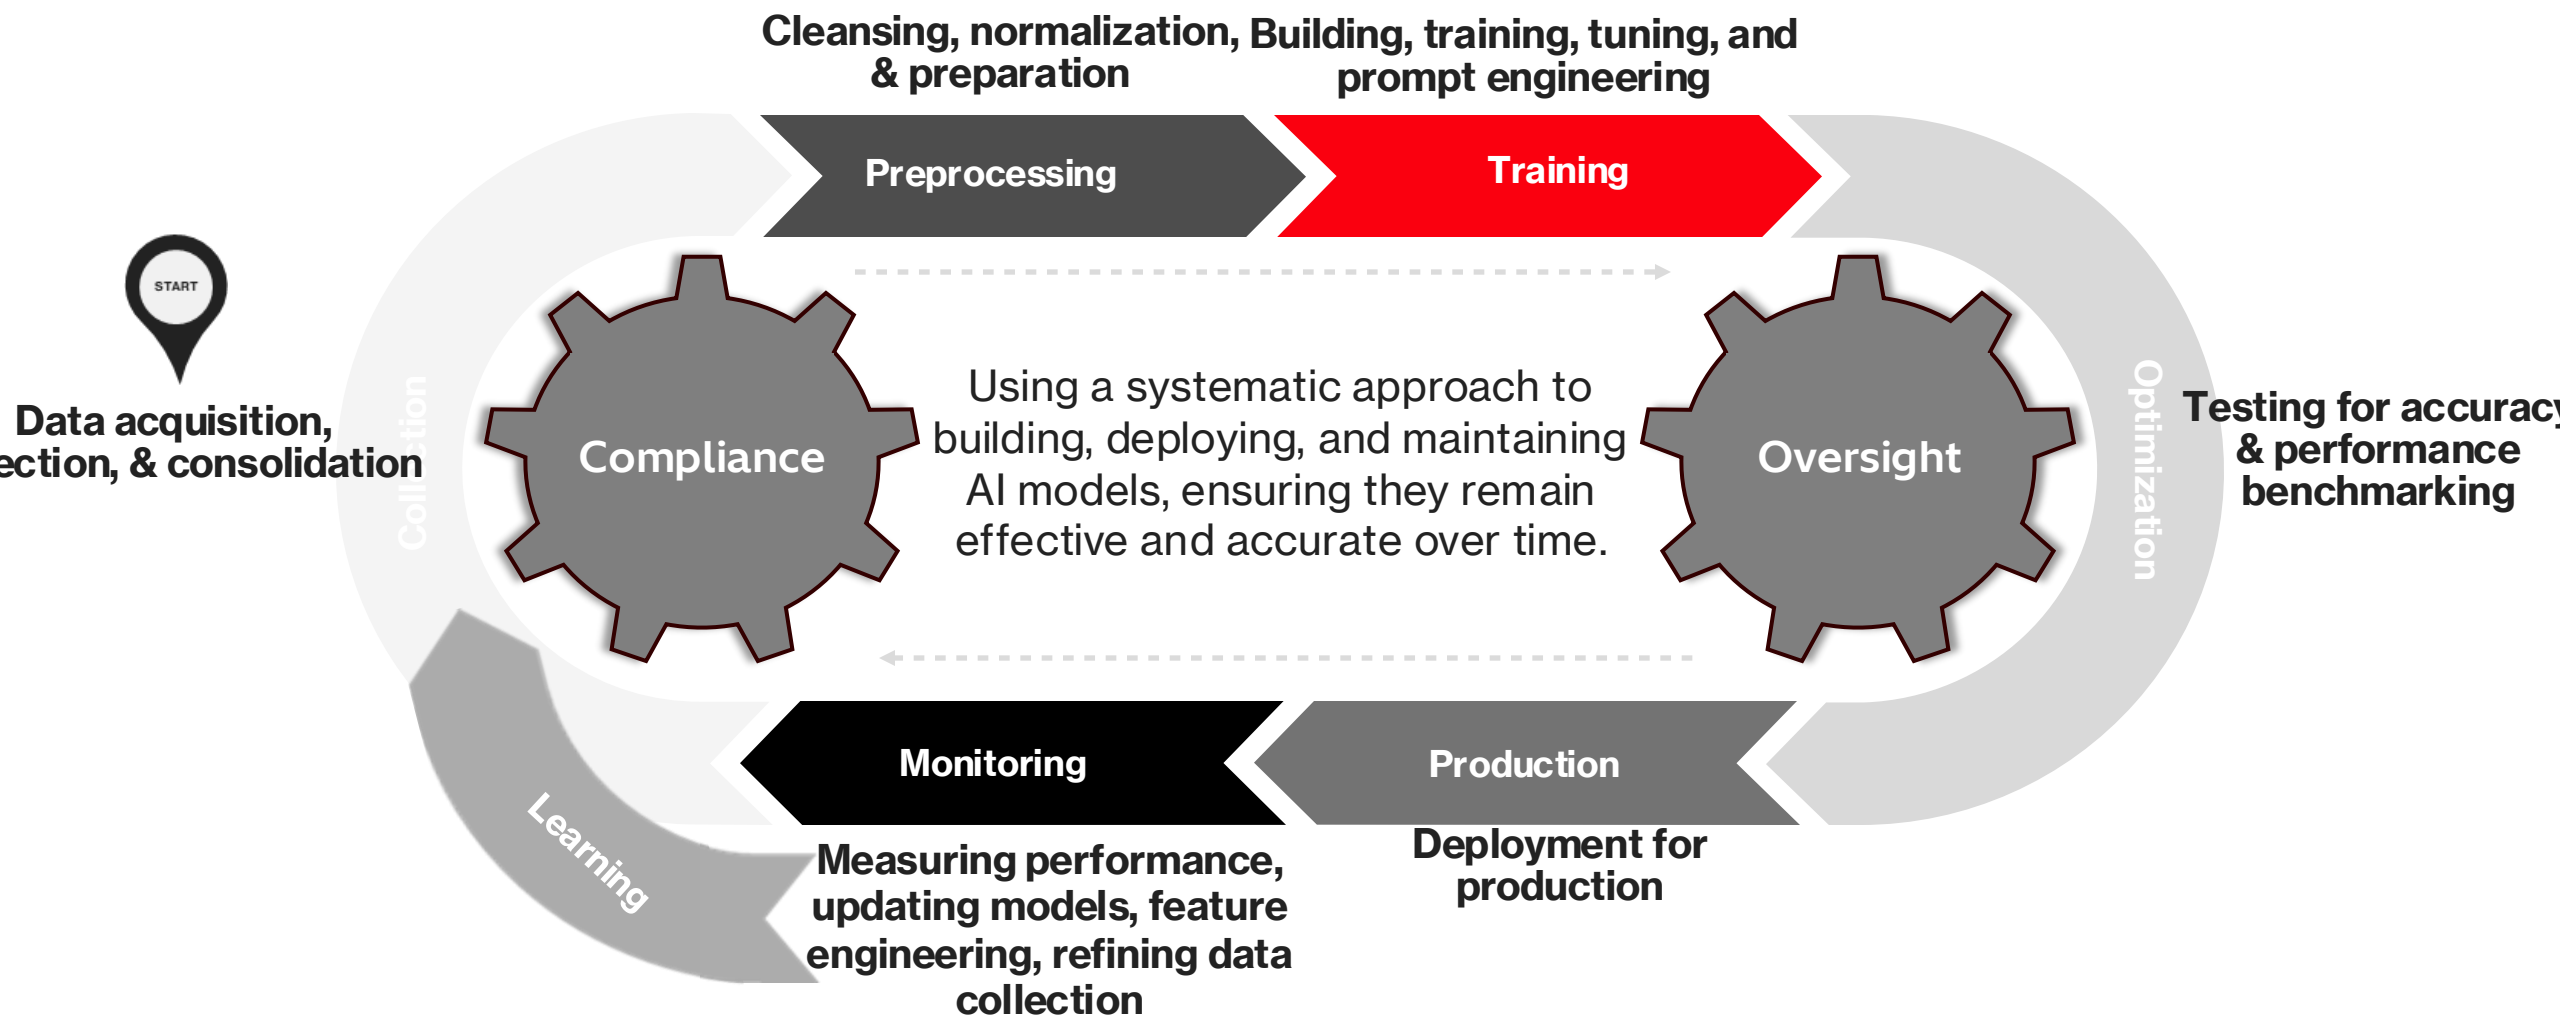 Cleansing, normalization,
& preparation
Building, training, tuning, and
prompt engineering
Preprocessing
Training
START
Data acquisition,
ection, & consolidation
Collection
Compliance
Using a systematic approach to
building, deploying, and maintaining
AI models, ensuring they remain
effective and accurate over time.
Oversight
Optimization
Testing for accuracy
& performance
benchmarking
Monitoring
Production
Learning
Measuring performance,
updating models, feature
engineering, refining data
collection
Deployment for
production